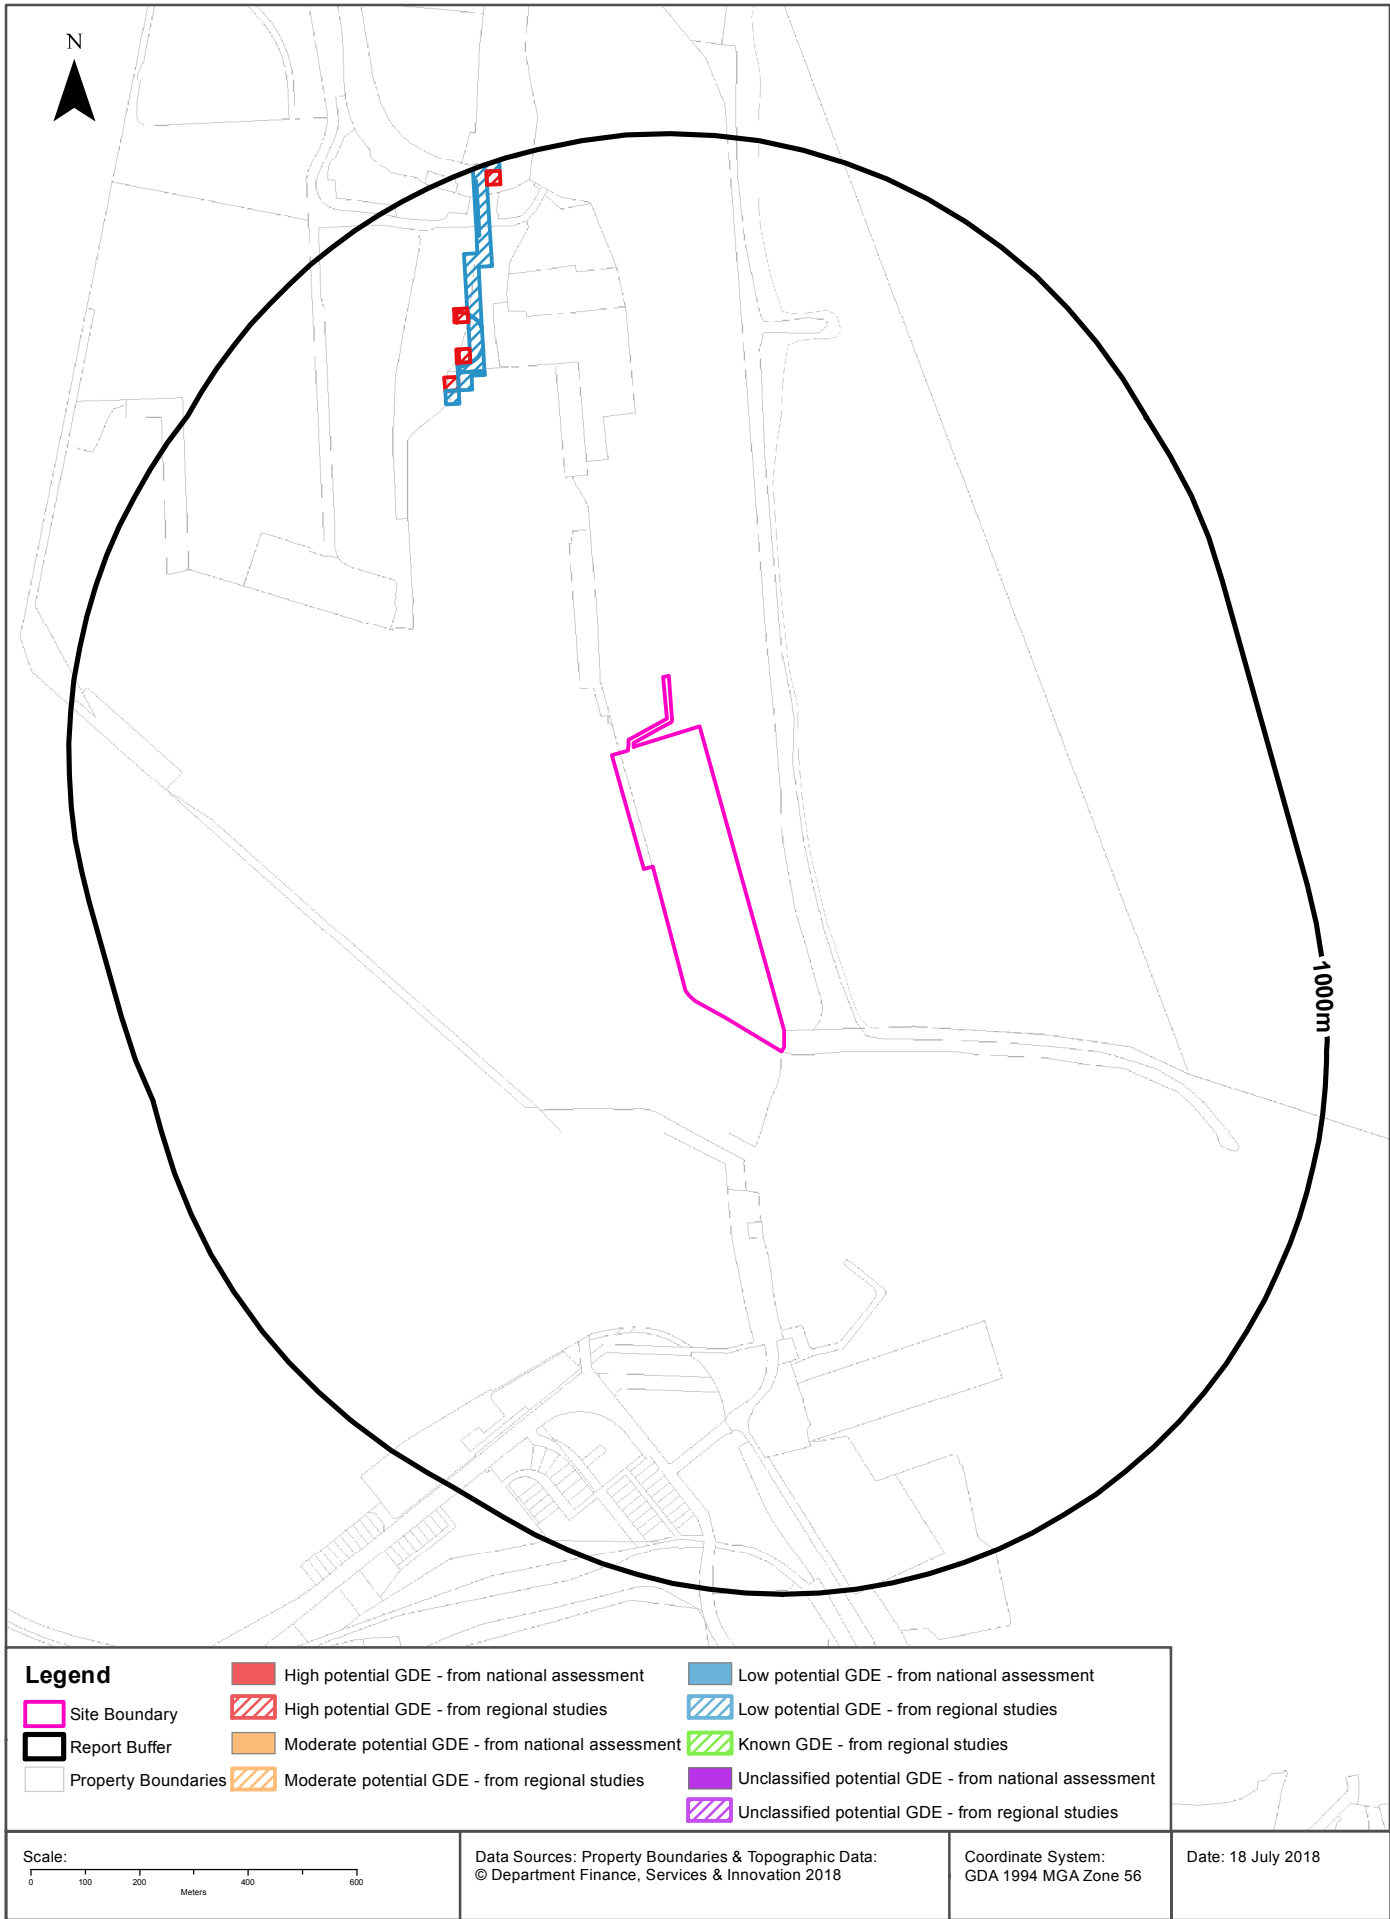 N
1000m
Legend
Site Boundary
Report Buffer
Property Boundaries
High potential GDE - from national assessment
High potential GDE - from regional studies
Moderate potential GDE - from national assessment
Moderate potential GDE - from regional studies
Low potential GDE - from national assessment
Low potential GDE - from regional studies
Known GDE - from regional studies
Unclassified potential GDE - from national assessment
Unclassified potential GDE - from regional studies
Scale:
0 100 200 400 600
Meters
Data Sources: Property Boundaries & Topographic Data:
© Department Finance, Services & Innovation 2018
Coordinate System:
GDA 1994 MGA Zone 56
Date: 18 July 2018